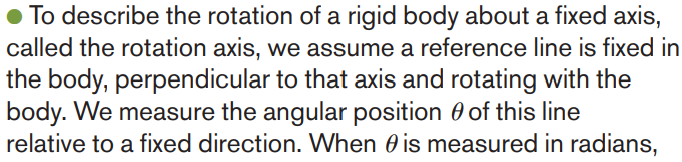 ● To describe the rotation of a rigid body about a fixed axis,
called the rotation axis, we assume a reference line is fixed in
the body, perpendicular to that axis and rotating with the
body. We measure the angular position θ of this line
relative to a fixed direction. When θ is measured in radians,